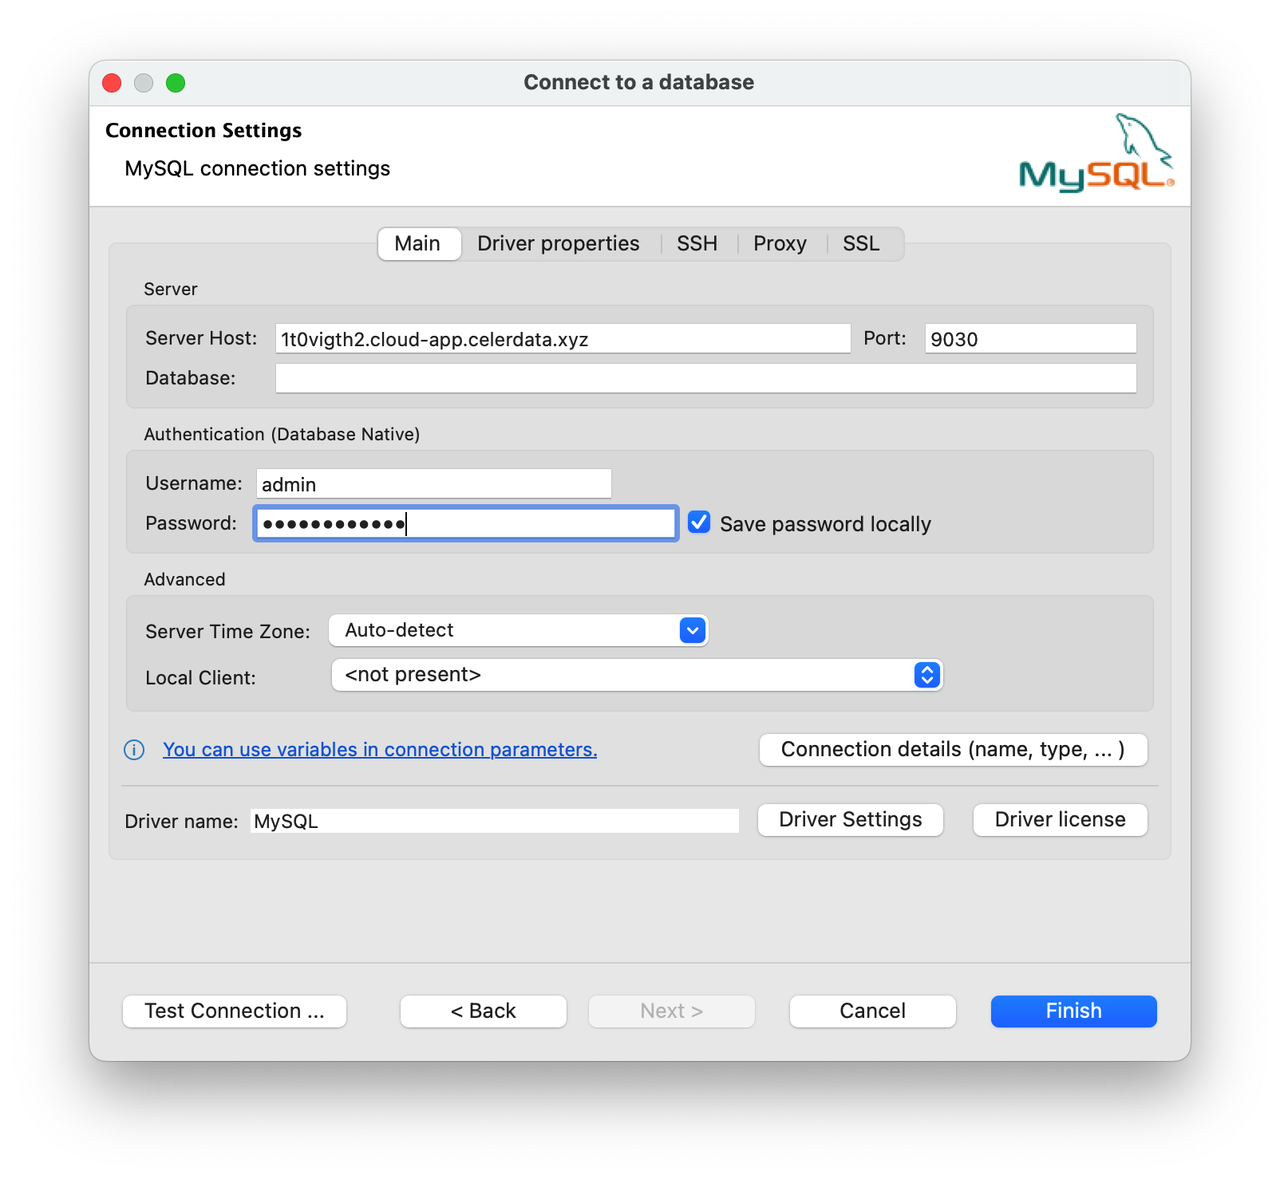 Connect to a database
Connection Settings
MySQL connection settings
MySQL®
Main Driver properties SSH Proxy SSL
Server
Server Host: 1t0vigth2.cloud-app.celerdata.xyz Port: 9030
Database:
Authentication (Database Native)
Username: admin
Password: ••••••••••••
Save password locally
Advanced
Server Time Zone: Auto-detect
Local Client: <not present>
You can use variables in connection parameters.
Connection details (name, type, ... )
Driver name: MySQL Driver Settings Driver license
Test Connection ... < Back Next > Cancel Finish